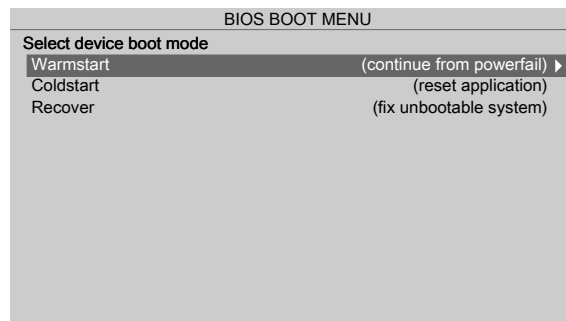 BIOS BOOT MENU
Select device boot mode
Warmstart (continue from powerfail)
Coldstart (reset application)
Recover (fix unbootable system)